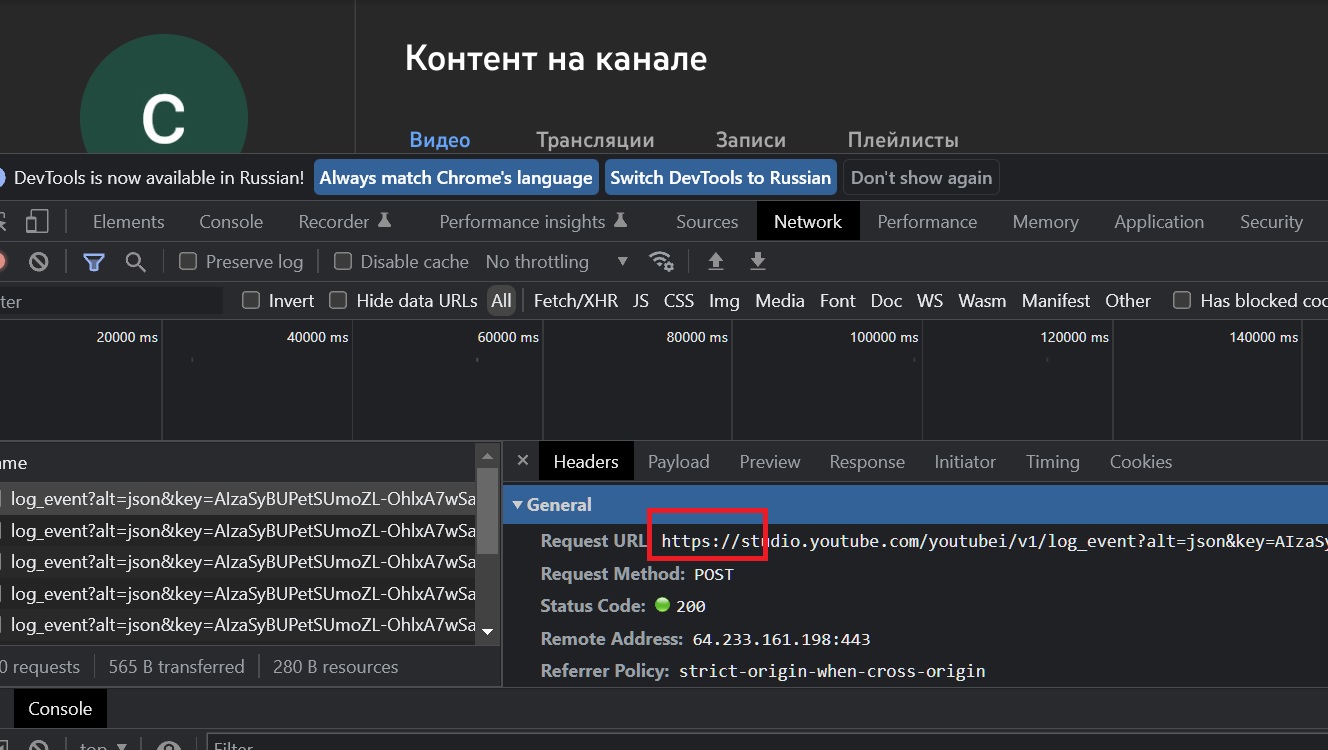 C
Контент на канале
Видео Трансляции Записи Плейлисты
DevTools is now available in Russian! Always match Chrome's language Switch DevTools to Russian Don't show again
Elements Console Recorder Performance insights Sources Network Performance Memory Application Security
Preserve log Disable cache No throttling
Invert Hide data URLs All Fetch/XHR JS CSS Img Media Font Doc WS Wasm Manifest Other Has blocked coo
20000 ms 40000 ms 60000 ms 80000 ms 100000 ms 120000 ms 140000 ms
ame
Headers Payload Preview Response Initiator Timing Cookies
log_event?alt=json&key=AIzaSyBUPetSUmoZL-OhlxA7wSa
log_event?alt=json&key=AIzaSyBUPetSUmoZL-OhlxA7wSa
log_event?alt=json&key=AIzaSyBUPetSUmoZL-OhlxA7wSa
log_event?alt=json&key=AIzaSyBUPetSUmoZL-OhlxA7wSa
log_event?alt=json&key=AIzaSyBUPetSUmoZL-OhlxA7wSa
0 requests 565 B transferred 280 B resources
General
Request URL https://studio.youtube.com/youtubei/v1/log_event?alt=json&key=AIzaSy
Request Method: POST
Status Code: 200
Remote Address: 64.233.161.198:443
Referrer Policy: strict-origin-when-cross-origin
Console
top Filter